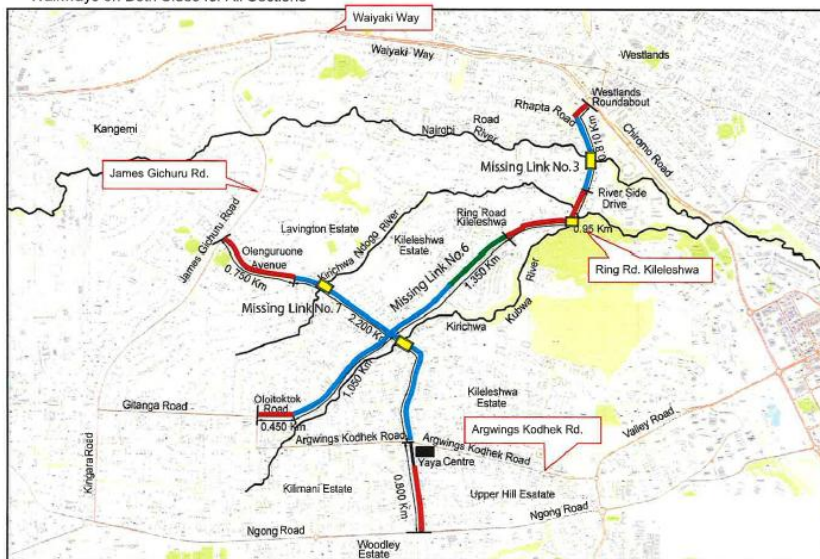 Walkways on Both Sides for All Sections
Waiyaki Way
Waiyaki Way
Westlands
Westlands
Roundabout
Rhapta Road
0.810 Km
Chiromo Road
Kangemi
Nairobi
Road
River
Missing Link No.3
James Gichuru Rd.
River Side
Drive
James Gichuru Road
Lavington Estate
Ring Road
Kileleshwa
0.95 Km
Olenguruone
Avenue
0.750 Km
Kirichwa Ndogo River
Kileleshwa
Estate
Missing Link No.6
1.350 Km
River
Ring Rd. Kileleshwa
Missing Link No.7
2.200 Km
Kirichwa
Kubwa
1.050 Km
Gitanga Road
Oloitoktok
Road
0.450 Km
Kileleshwa
Estate
Argwings Kodhek Rd.
Valley Road
Kingara Road
Argwings Kodhek Road
Argwings Kodhek Road
Yaya Centre
Kilimani Estate
0.800 Km
Upper Hill Esatate
Ngong Road
Ngong Road
Woodley
Estate